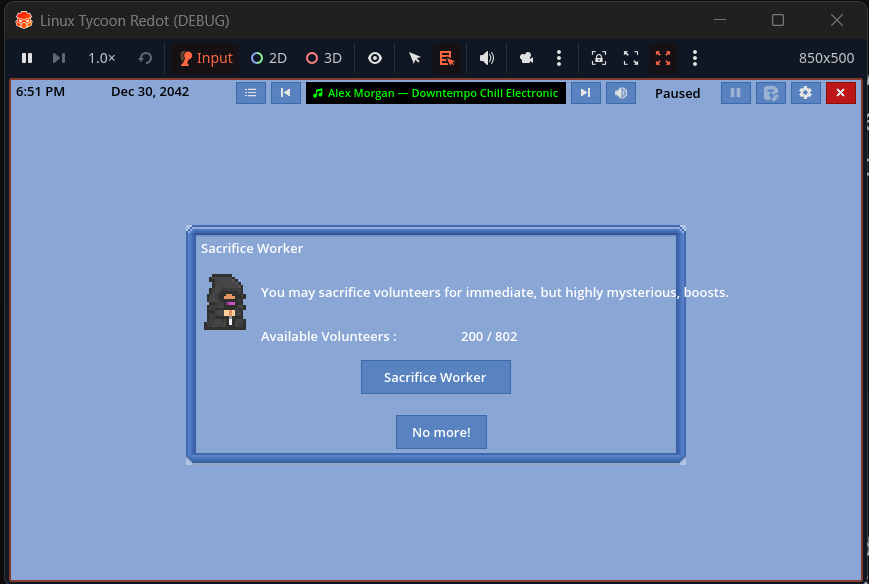 Linux Tycoon Redot (DEBUG)
1.0× Input 2D 3D 850x500
6:51 PM Dec 30, 2042 Alex Morgan — Downtempo Chill Electronic Paused
Sacrifice Worker
You may sacrifice volunteers for immediate, but highly mysterious, boosts.
Available Volunteers : 200 / 802
Sacrifice Worker
No more!